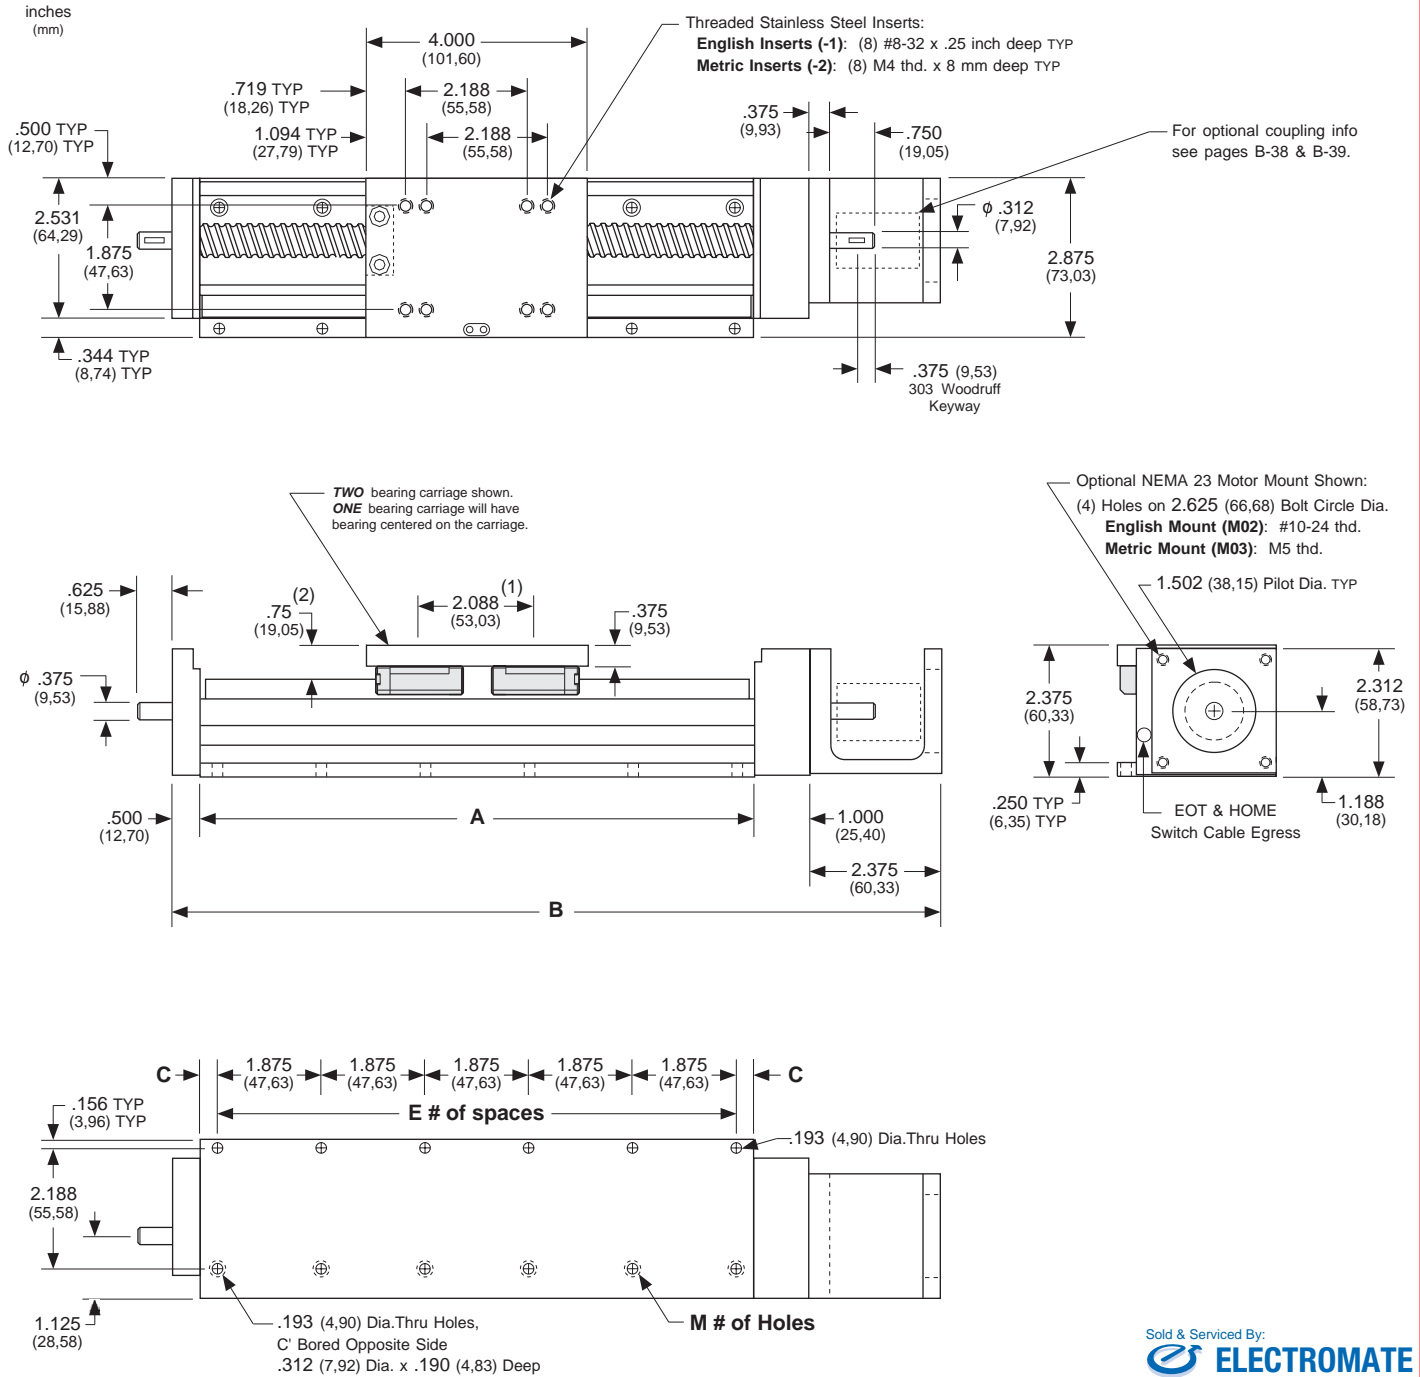 inches
(mm)
4.000
(101,60)
Threaded Stainless Steel Inserts:
English Inserts (-1): (8) #8-32 x .25 inch deep TYP
Metric Inserts (-2): (8) M4 thd. x 8 mm deep TYP
.719 TYP
(18,26) TYP
2.188
(55,58)
.375
(9,93)
.500 TYP
(12,70) TYP
1.094 TYP
(27,79) TYP
2.188
(55,58)
.750
(19,05)
For optional coupling info
see pages B-38 & B-39.
2.531
(64,29)
1.875
(47,63)
ϕ .312
(7,92)
2.875
(73,03)
.344 TYP
(8,74) TYP
.375 (9,53)
303 Woodruff
Keyway
TWO bearing carriage shown.
ONE bearing carriage will have
bearing centered on the carriage.
Optional NEMA 23 Motor Mount Shown:
(4) Holes on 2.625 (66,68) Bolt Circle Dia.
English Mount (M02): #10-24 thd.
Metric Mount (M03): M5 thd.
1.502 (38,15) Pilot Dia. TYP
.625
(15,88)
(2)
.75
(19,05)
(1)
2.088
(53,03)
.375
(9,53)
ϕ .375
(9,53)
2.375
(60,33)
2.312
(58,73)
.500
(12,70)
A
1.000
(25,40)
.250 TYP
(6,35) TYP
EOT & HOME
Switch Cable Egress
1.188
(30,18)
2.375
(60,33)
B
C
1.875
(47,63)
1.875
(47,63)
1.875
(47,63)
1.875
(47,63)
1.875
(47,63)
C
.156 TYP
(3,96) TYP
E # of spaces
.193 (4,90) Dia.Thru Holes
2.188
(55,58)
1.125
(28,58)
.193 (4,90) Dia.Thru Holes,
C' Bored Opposite Side
.312 (7,92) Dia. x .190 (4,83) Deep
M # of Holes
Sold & Serviced By:
ELECTROMATE